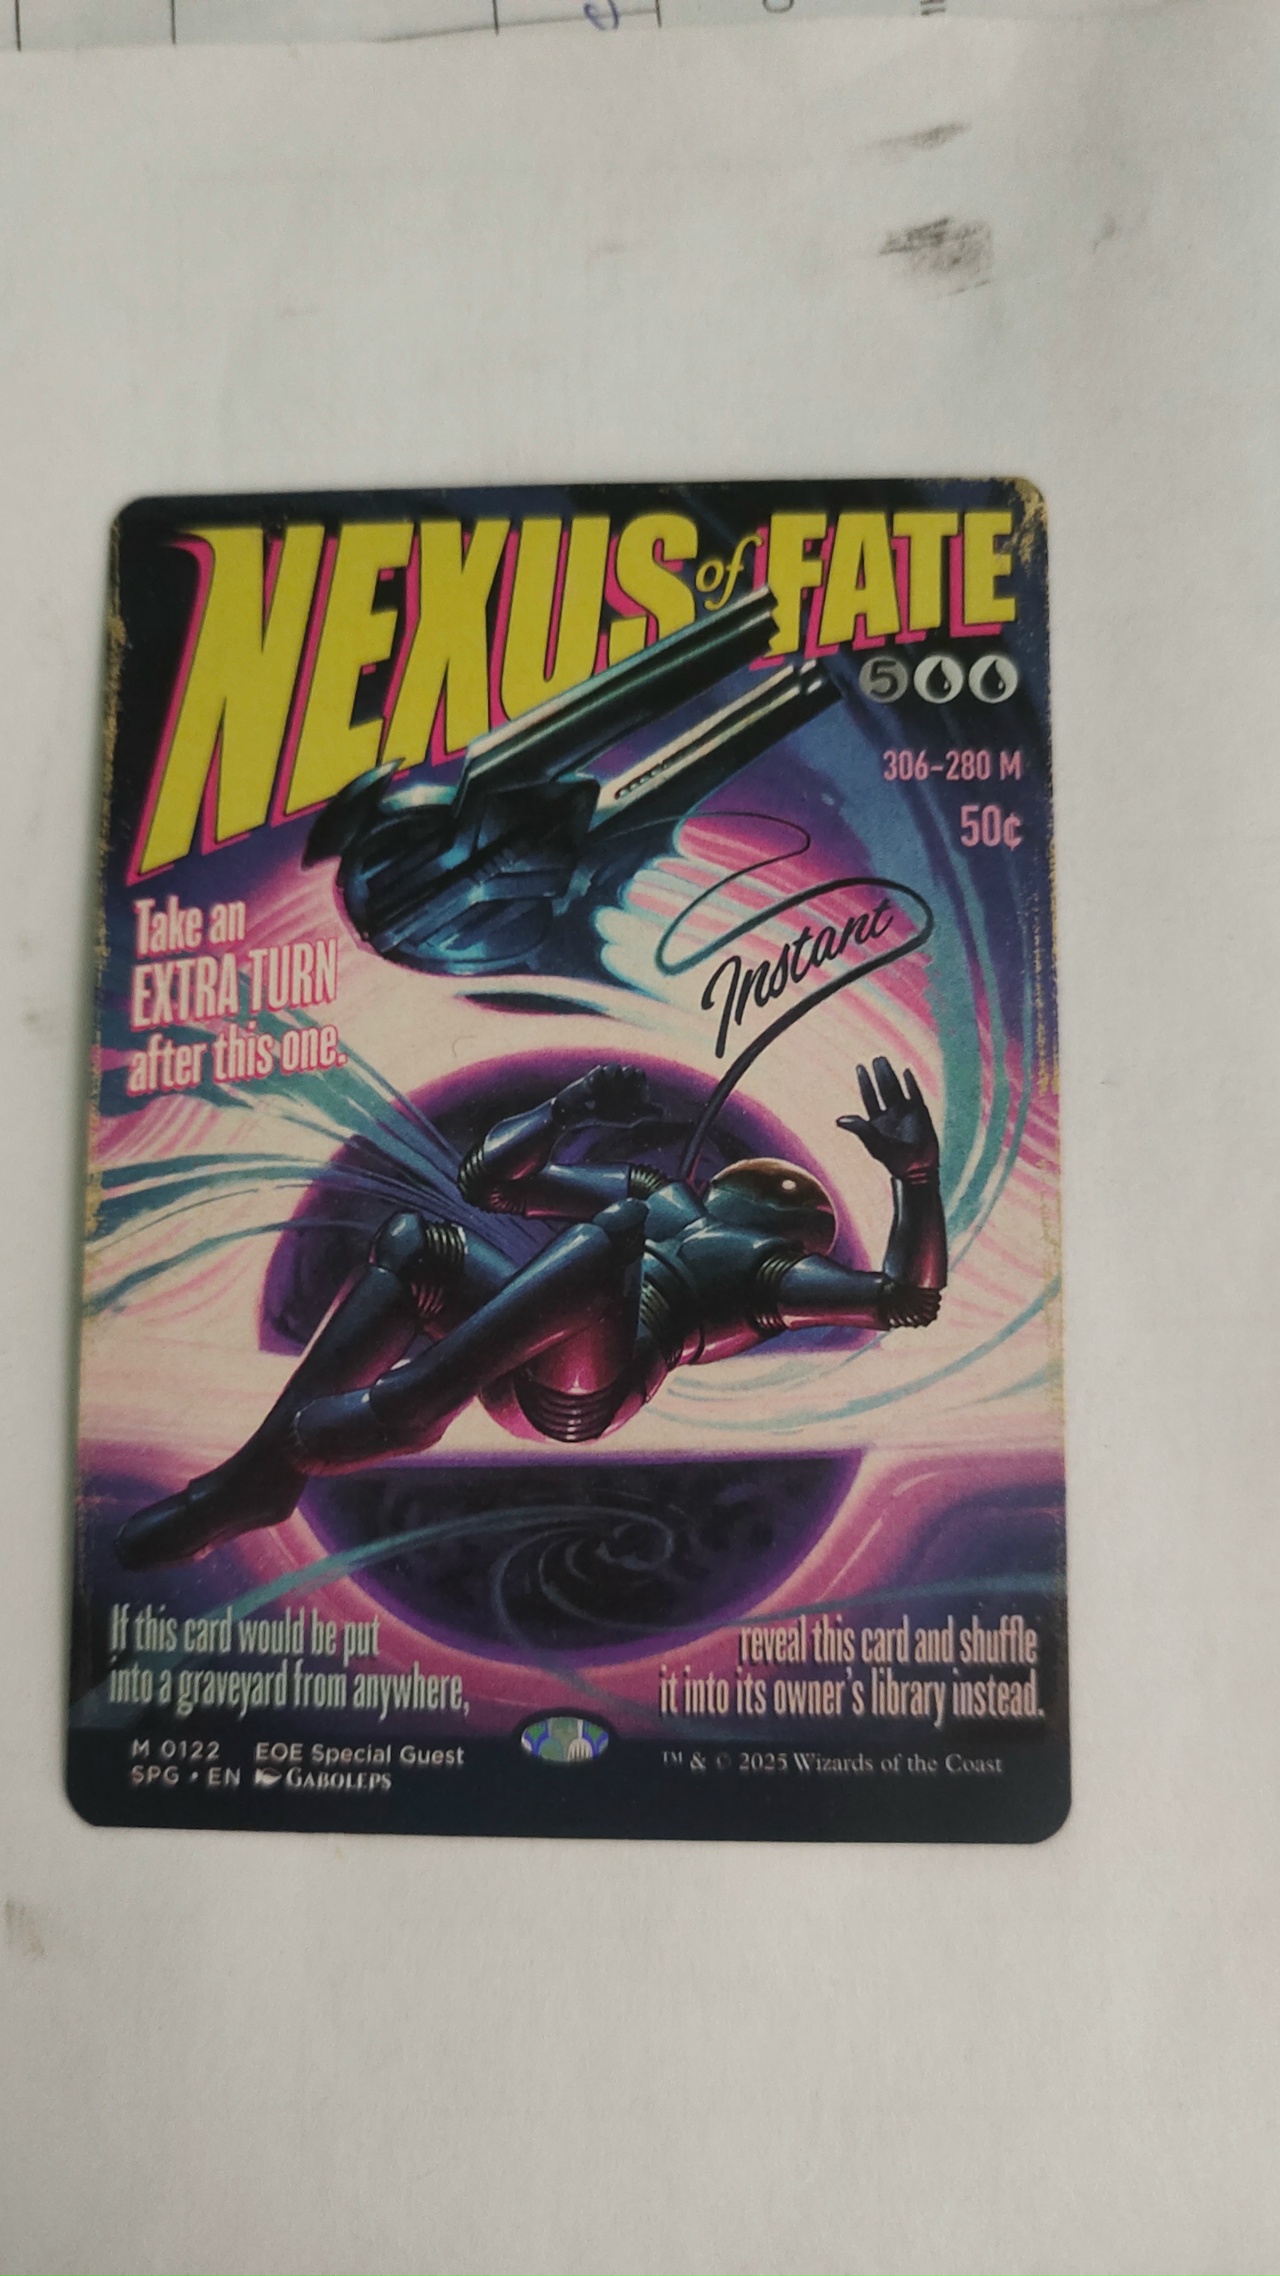 NEXUS of FATE
5
306-280 M
50¢
Take an
EXTRA TURN
after this one.
Instant
If this card would be put
into a graveyard from anywhere,
reveal this card and shuffle
it into its owner's library instead.
M 0122 EOE Special Guest
SPG • EN GABOLEPS
™ & © 2025 Wizards of the Coast